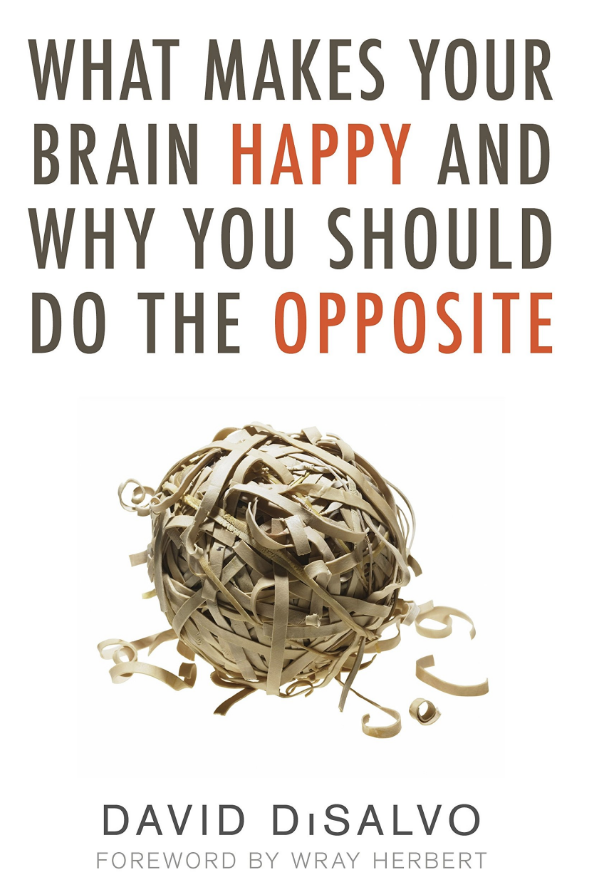 WHAT MAKES YOUR
BRAIN HAPPY AND
WHY YOU SHOULD
DO THE OPPOSITE
DAVID DiSALVO
FOREWORD BY WRAY HERBERT